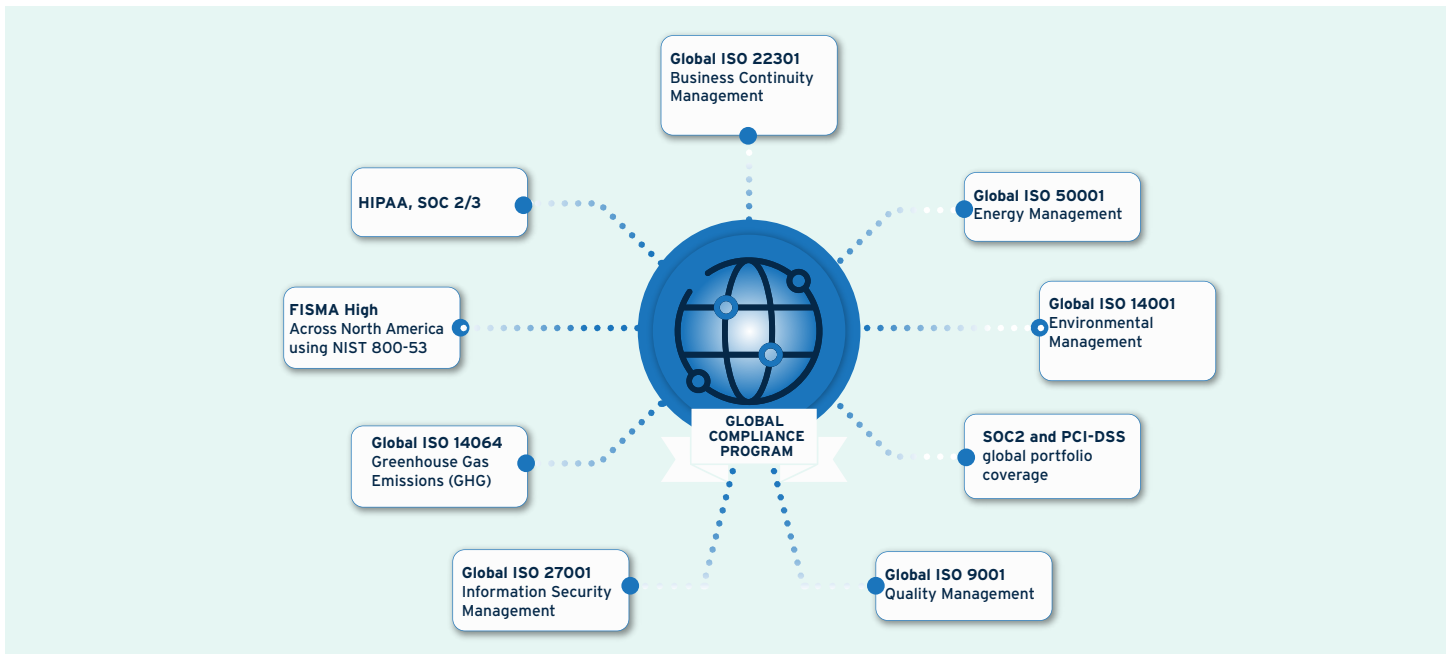 Global ISO 22301
Business Continuity
Management
HIPAA, SOC 2/3
Global ISO 50001
Energy Management
FISMA High
Across North America
using NIST 800-53
Global ISO 14001
Environmental
Management
GLOBAL
COMPLIANCE
PROGRAM
Global ISO 14064
Greenhouse Gas
Emissions (GHG)
SOC2 and PCI-DSS
global portfolio
coverage
Global ISO 27001
Information Security
Management
Global ISO 9001
Quality Management